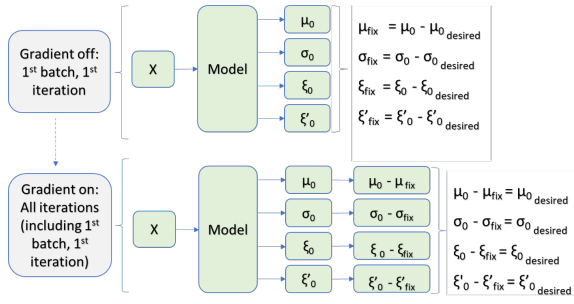 Gradient off:
1st batch, 1st
iteration
X
Model
μ0
σ0
ξ0
ξ′0
μfix = μ0 - μ0 desired
σfix = σ0 - σ0 desired
ξfix = ξ0 - ξ0 desired
ξ′fix = ξ′0 - ξ′0 desired
Gradient on:
All iterations
(including 1st
batch, 1st
iteration)
X
Model
μ0
σ0
ξ0
ξ′0
μ0 - μfix
σ0 - σfix
ξ0 - ξfix
ξ′0 - ξ′fix
μ0 - μfix = μ0 desired
σ0 - σfix = σ0 desired
ξ0 - ξfix = ξ0 desired
ξ'0 - ξ′fix = ξ′0 desired